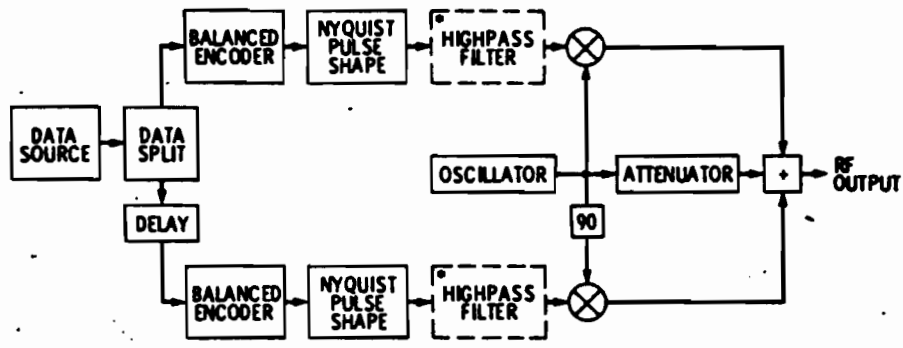 BALANCED
ENCODER
NYQUIST
PULSE
SHAPE
*
HIGHPASS
FILTER
DATA
SOURCE
DATA
SPLIT
OSCILLATOR
ATTENUATOR
+
RF
OUTPUT
DELAY
90
BALANCED
ENCODER
NYQUIST
PULSE
SHAPE
*
HIGHPASS
FILTER